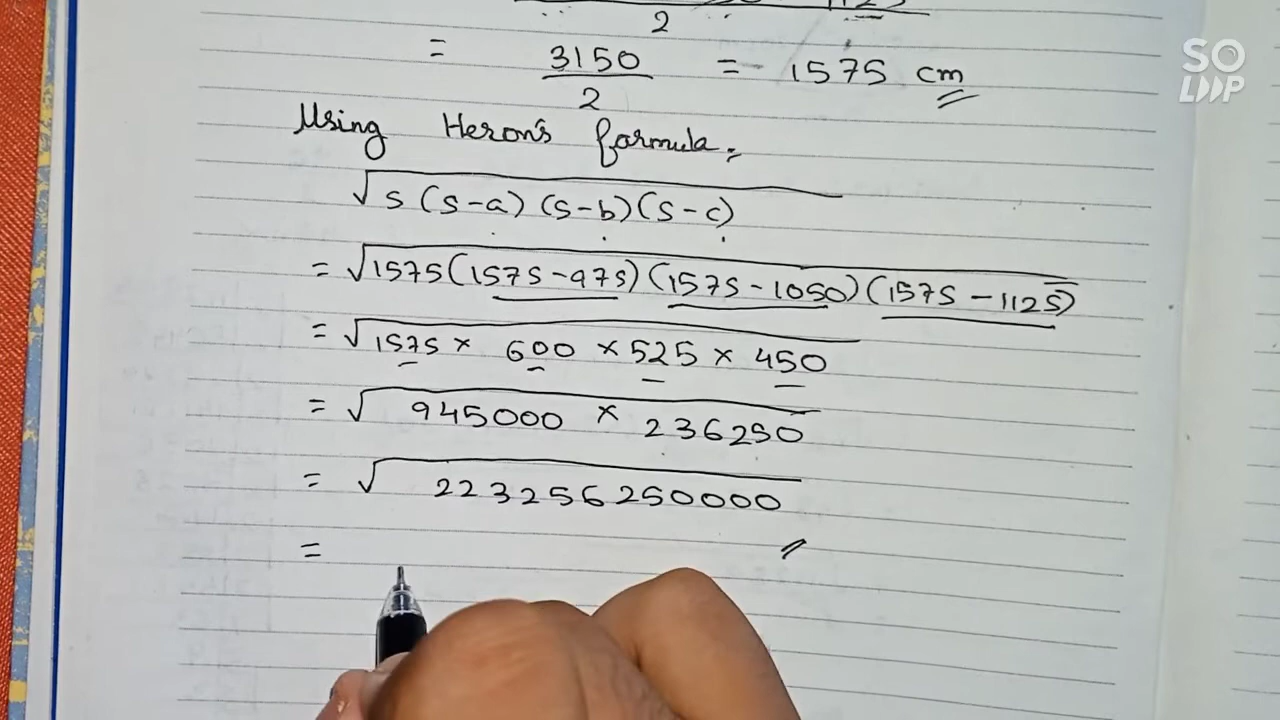 2
= 3150 / 2 = 1575 cm
SO LOOP
Using Heron's formula,
√s(s-a)(s-b)(s-c)
= √1575(1575-975)(1575-1050)(1575-1125)
= √1575 × 600 × 525 × 450
= √945000 × 236250
= √223256250000
=